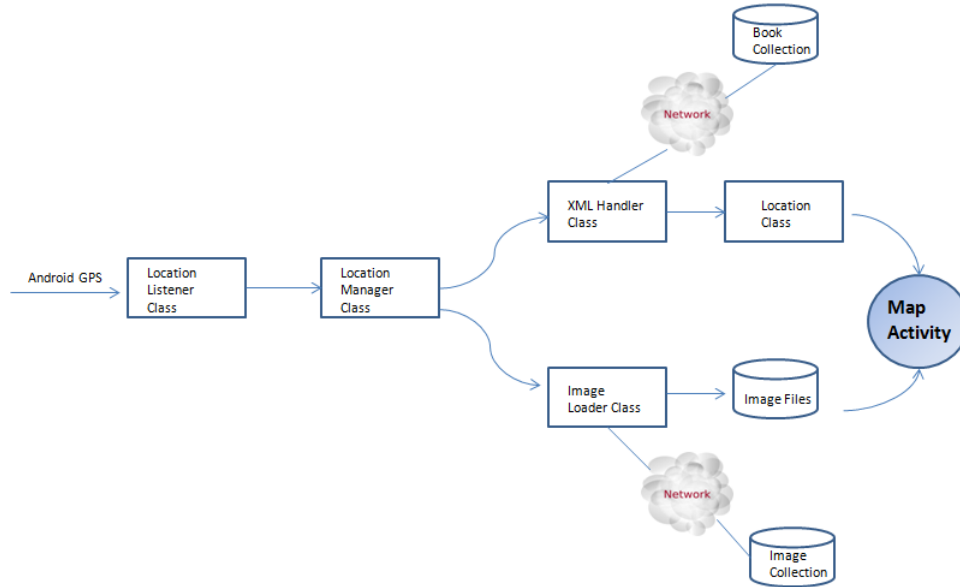 Book
Collection
Network
XML Handler
Class
Location
Class
Android GPS
Location
Listener
Class
Location
Manager
Class
Map
Activity
Image
Loader Class
Image Files
Network
Image
Collection